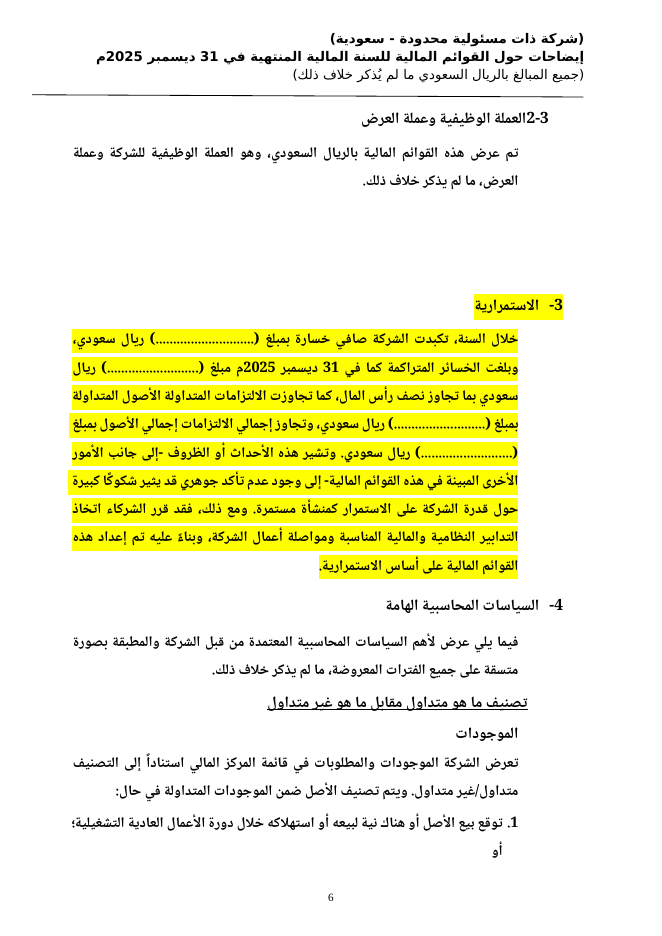 (شركة ذات مسئولية محدودة - سعودية)
إيضاحات حول القوائم المالية للسنة المالية المنتهية في 31 ديسمبر 2025م
(جميع المبالغ بالريال السعودي ما لم يُذكر خلاف ذلك)
2-3العملة الوظيفية وعملة العرض
تم عرض هذه القوائم المالية بالريال السعودي، وهو العملة الوظيفية للشركة وعملة
العرض، ما لم يذكر خلاف ذلك.
3- الاستمرارية
خلال السنة، تكبدت الشركة صافي خسارة بمبلغ (............................) ريال سعودي،
وبلغت الخسائر المتراكمة كما في 31 ديسمبر 2025م مبلغ (..........................) ريال
سعودي بما تجاوز نصف رأس المال، كما تجاوزت الالتزامات المتداولة الأصول المتداولة
بمبلغ (..........................) ريال سعودي، وتجاوز إجمالي الالتزامات إجمالي الأصول بمبلغ
(..........................) ريال سعودي. وتشير هذه الأحداث أو الظروف -إلى جانب الأمور
الأخرى المبينة في هذه القوائم المالية- إلى وجود عدم تأكد جوهري قد يثير شكوكًا كبيرة
حول قدرة الشركة على الاستمرار كمنشأة مستمرة. ومع ذلك، فقد قرر الشركاء اتخاذ
التدابير النظامية والمالية المناسبة ومواصلة أعمال الشركة، وبناءً عليه تم إعداد هذه
القوائم المالية على أساس الاستمرارية.
4- السياسات المحاسبية الهامة
فيما يلي عرض لأهم السياسات المحاسبية المعتمدة من قبل الشركة والمطبقة بصورة
متسقة على جميع الفترات المعروضة، ما لم يذكر خلاف ذلك.
تصنيف ما هو متداول مقابل ما هو غير متداول
الموجودات
تعرض الشركة الموجودات والمطلوبات في قائمة المركز المالي استناداً إلى التصنيف
متداول/غير متداول. ويتم تصنيف الأصل ضمن الموجودات المتداولة في حال:
1. توقع بيع الأصل أو هناك نية لبيعه أو استهلاكه خلال دورة الأعمال العادية التشغيلية؛
أو
6